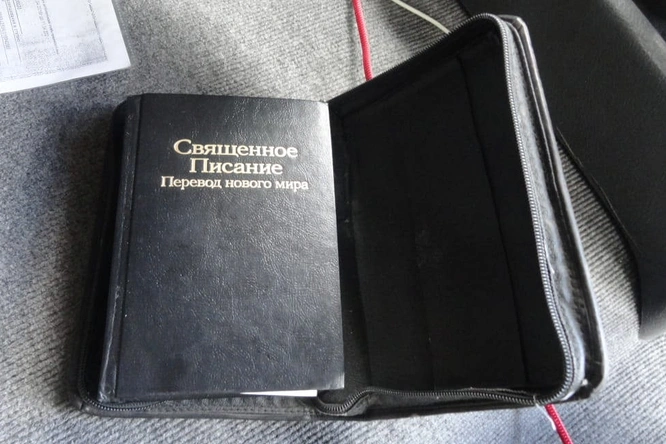 Священное
Писание
Перевод нового мира